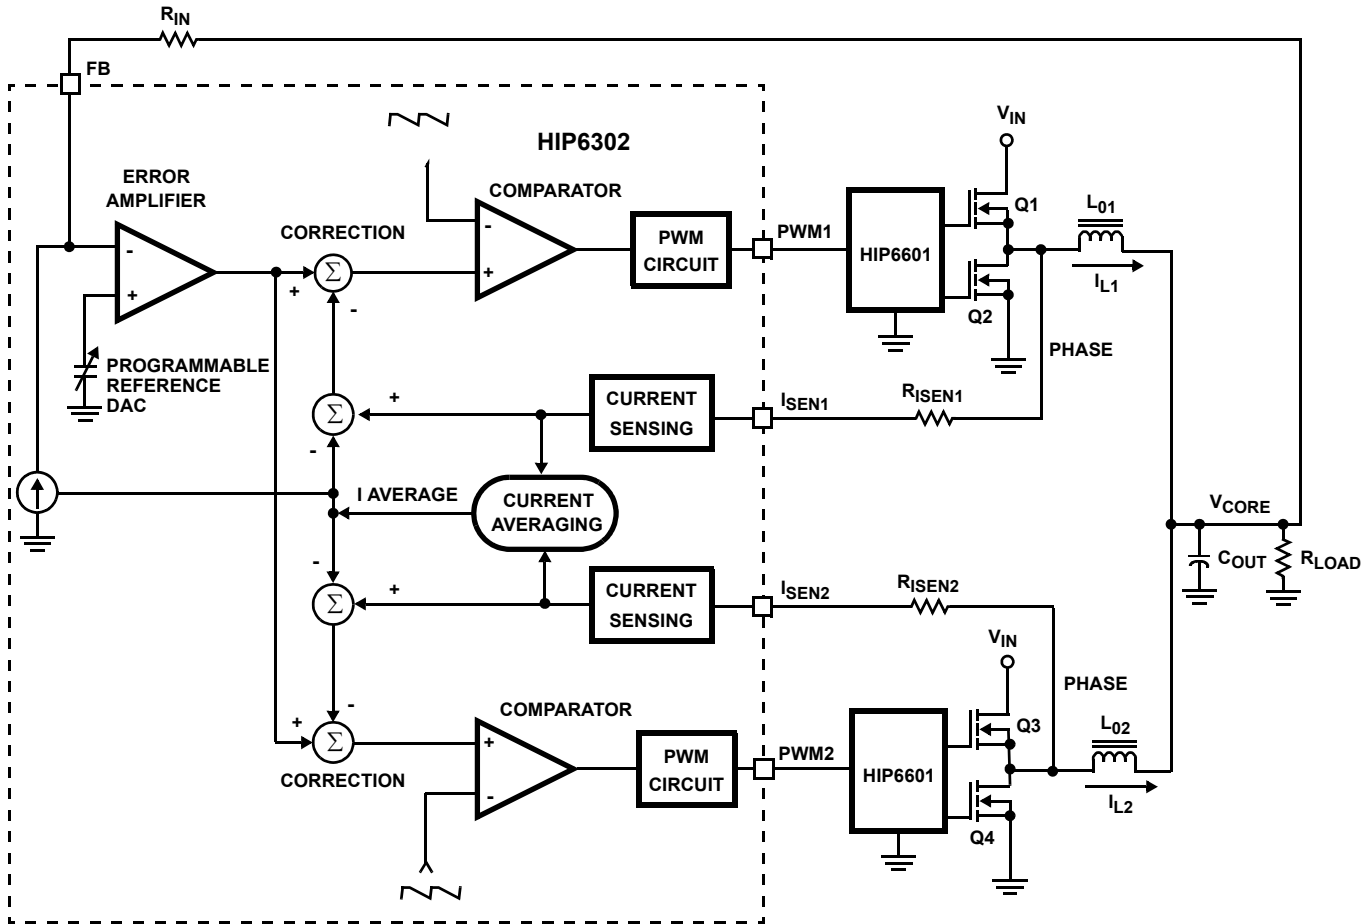 RIN
FB
HIP6302
VIN
ERROR
AMPLIFIER
COMPARATOR
CORRECTION
-
+
Σ
+
-
-
+
PWM
CIRCUIT
PWM1
HIP6601
Q1
Q2
L01
IL1
PHASE
PROGRAMMABLE
REFERENCE
DAC
Σ
+
-
CURRENT
SENSING
ISEN1
RISEN1
I AVERAGE
CURRENT
AVERAGING
VCORE
COUT
RLOAD
-
Σ
+
CURRENT
SENSING
ISEN2
RISEN2
VIN
PHASE
-
+
Σ
CORRECTION
COMPARATOR
+
-
PWM
CIRCUIT
PWM2
HIP6601
Q3
Q4
L02
IL2